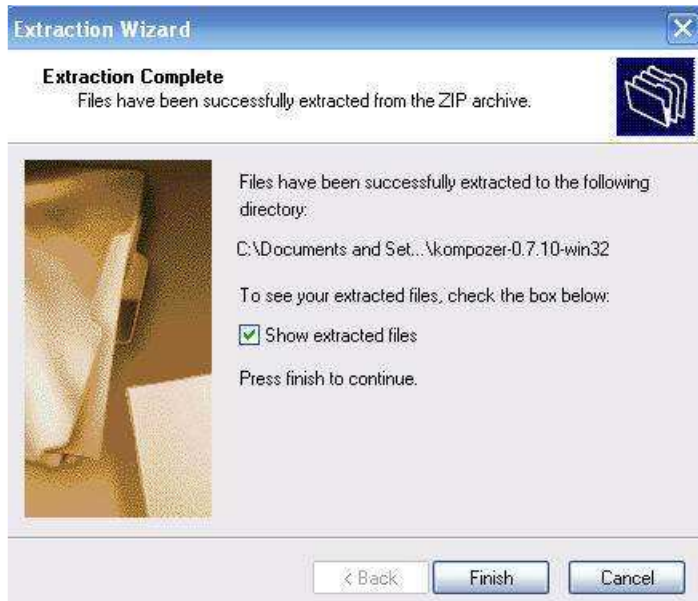 Extraction Wizard
Extraction Complete
Files have been successfully extracted from the ZIP archive.
Files have been successfully extracted to the following
directory:
C:\Documents and Set...\kompozer-0.7.10-win32
To see your extracted files, check the box below:
Show extracted files
Press finish to continue.
< Back
Finish
Cancel